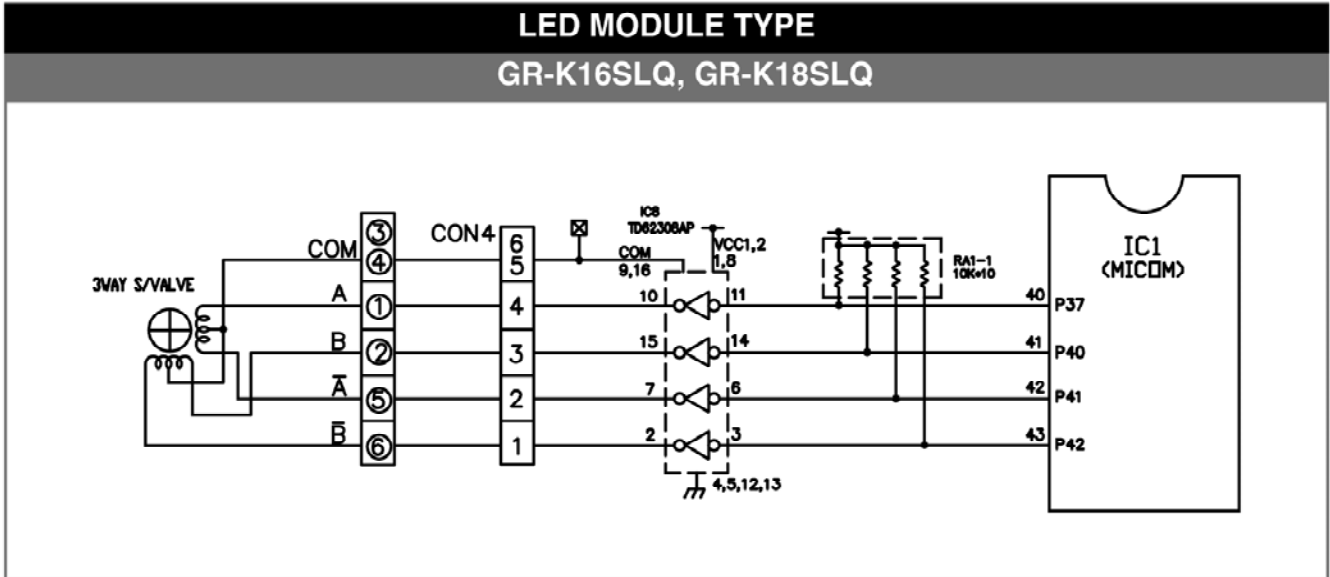 LED MODULE TYPE
GR-K16SLQ, GR-K18SLQ
3WAY S/VALVE
COM
A
B
A̅
B̅
③
④
①
②
⑤
⑥
CON4
6
5
4
3
2
1
IC6
TD62308AP
COM
9,16
VCC1,2
1,8
10
11
15
14
7
6
2
3
4,5,12,13
RA1-1
10K*10
40
41
42
43
IC1
(MICOM)
P37
P40
P41
P42